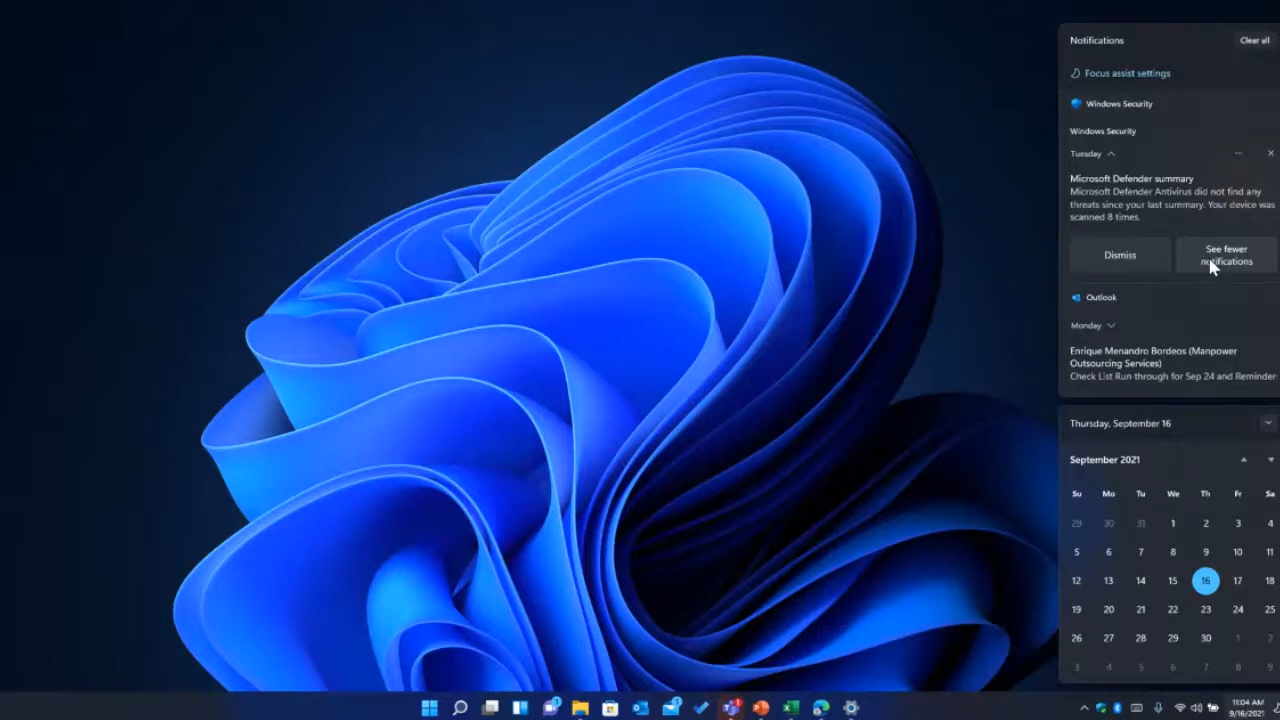 Notifications
Clear all
Focus assist settings
Windows Security
Windows Security
Tuesday
Microsoft Defender summary
Microsoft Defender Antivirus did not find any
threats since your last summary. Your device was
scanned 8 times.
Dismiss
See fewer
notifications
Outlook
Monday
Enrique Menandro Bordeos (Manpower
Outsourcing Services)
Check List Run through for Sep 24 and Reminder
Thursday, September 16
September 2021
Su Mo Tu We Th Fr Sa
29 30 31 1 2 3 4
5 6 7 8 9 10 11
12 13 14 15 16 17 18
19 20 21 22 23 24 25
26 27 28 29 30 1 2
3 4 5 6 7 8 9
11:04 AM
9/16/2021